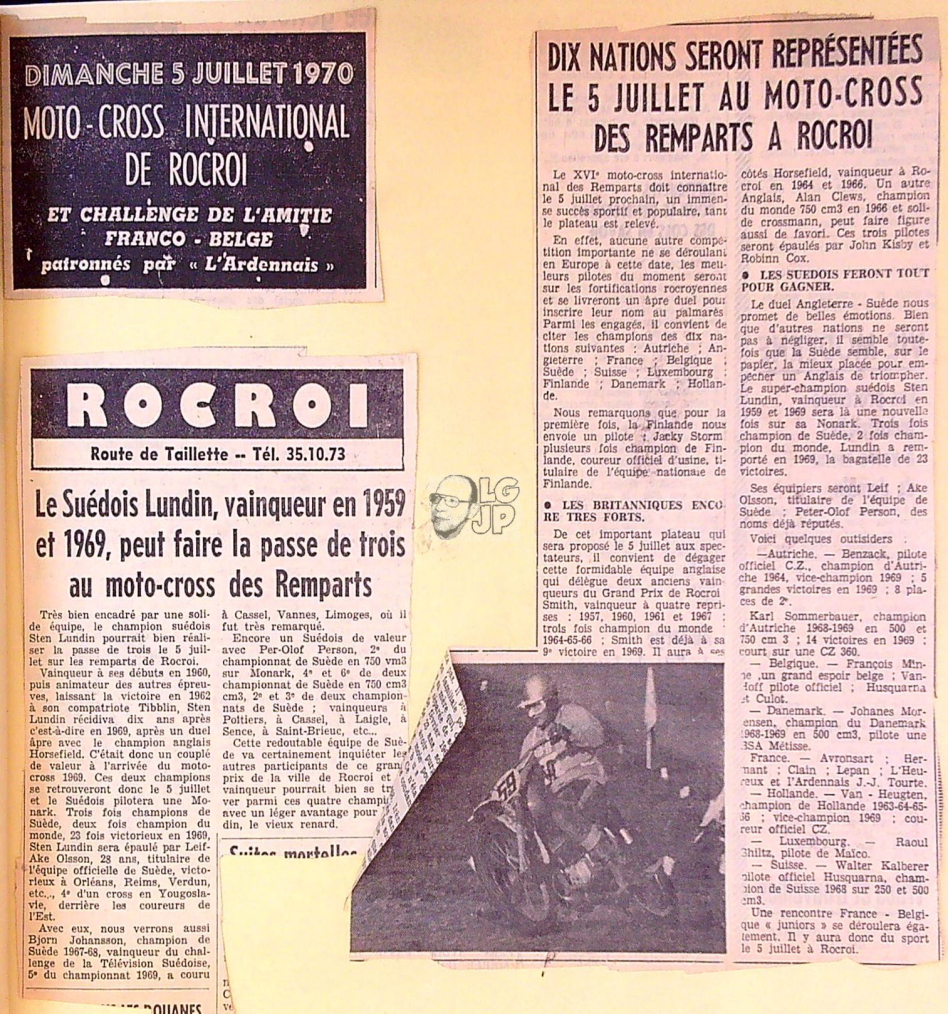 DIMANCHE 5 JUILLET 1970
MOTO-CROSS INTERNATIONAL
DE ROCROI
ET CHALLENGE DE L'AMITIE
FRANCO - BELGE
patronnés par « L'Ardennais »
ROCROI
Route de Taillette -- Tél. 35.10.73
Le Suédois Lundin, vainqueur en 1959
et 1969, peut faire la passe de trois
au moto-cross des Remparts
Très bien encadré par une soli-
de équipe, le champion suédois
Sten Lundin pourrait bien réali-
ser la passe de trois le 5 juil-
let sur les remparts de Rocroi.
Vainqueur à ses débuts en 1960,
puis animateur des autres épreu-
ves, laissant la victoire en 1962
à son compatriote Tibblin, Sten
Lundin récidiva dix ans après
c'est-à-dire en 1969, après un duel
âpre avec le champion anglais
Horsefield. C'était donc un couplé
de valeur à l'arrivée du moto-
cross 1969. Ces deux champions
se retrouveront donc le 5 juillet
et le Suédois pilotera une Mo-
nark. Trois fois champions de
Suède, deux fois champion du
monde, 23 fois victorieux en 1969,
Sten Lundin sera épaulé par Leif-
Ake Olsson, 28 ans, titulaire de
l'équipe officielle de Suède, victo-
rieux à Orléans, Reims, Verdun,
etc..., 4e d'un cross en Yougosla-
vie, derrière les coureurs de
l'Est.
Avec eux, nous verrons aussi
Bjorn Johansson, champion de
Suède 1967-68, vainqueur du chal-
lenge de la Télévision Suédoise,
5e du championnat 1969, a couru
à Cassel, Vannes, Limoges, où il
fut très remarqué.
Encore un Suédois de valeur
avec Per-Olof Person, 2e du
championnat de Suède en 750 vm3
sur Monark, 4e et 6e de deux
championnat de Suède en 750 cm3
cm3, 2e et 3e de deux champion-
nats de Suède ; vainqueurs à
Poitiers, à Cassel, à Laigle, à
Sence, à Saint-Brieuc, etc...
Cette redoutable équipe de Suè-
de va certainement inquiéter les
autres participants de ce gran
prix de la ville de Rocroi et
vainqueur pourrait bien se tr
ver parmi ces quatre champi
avec un léger avantage pour
din, le vieux renard.
Suites mortelles
DOUANES
DIX NATIONS SERONT REPRÉSENTÉES
LE 5 JUILLET AU MOTO-CROSS
DES REMPARTS A ROCROI
Le XVIe moto-cross internatio-
nal des Remparts doit connaître
le 5 juillet prochain, un immen-
se succès sportif et populaire, tant
le plateau est relevé.
En effet, aucune autre compé-
tition importante ne se déroulant
en Europe à cette date, les meil-
leurs pilotes du moment seront
sur les fortifications rocroyennes
et se livreront un âpre duel pour
inscrire leur nom au palmarès
Parmi les engagés, il convient de
citer les champions des dix na-
tions suivantes : Autriche ; An-
gleterre ; France ; Belgique ;
Suède ; Suisse ; Luxembourg ;
Finlande ; Danemark ; Hollan-
de.
Nous remarquons que pour la
première fois, la Finlande nous
envoie un pilote : Jacky Storm
plusieurs fois champion de Fin-
lande, coureur officiel d'usine, ti-
tulaire de l'équipe nationale de
Finlande.
● LES BRITANNIQUES ENCO-
RE TRES FORTS.
De cet important plateau qui
sera proposé le 5 juillet aux spec-
tateurs, il convient de dégager
cette formidable équipe anglaise
qui délègue deux anciens vain-
queurs du Grand Prix de Rocroi
Smith, vainqueur à quatre repri-
ses : 1957, 1960, 1961 et 1967 ;
trois fois champion du monde
1964-65-66 ; Smith est déjà à sa
9e victoire en 1969. Il aura à ses
côtés Horsefield, vainqueur à Ro-
croi en 1964 et 1966. Un autre
Anglais, Alan Clews, champion
du monde 750 cm3 en 1966 et soli-
de crossmann, peut faire figure
aussi de favori. Ces trois pilotes
seront épaulés par John Kisby et
Robinn Cox.
● LES SUEDOIS FERONT TOUT
POUR GAGNER.
Le duel Angleterre - Suède nous
promet de belles émotions. Bien
que d'autres nations ne seront
pas à négliger, il semble toute-
fois que la Suède semble, sur le
papier, la mieux placée pour em-
pêcher un Anglais de triompher.
Le super-champion suédois Sten
Lundin, vainqueur à Rocroi en
1959 et 1969 sera là une nouvelle
fois sur sa Nonark. Trois fois
champion de Suède, 2 fois cham-
pion du monde, Lundin a rem-
porté en 1969, la bagatelle de 23
victoires.
Ses équipiers seront Leif ; Ake
Olsson, titulaire de l'équipe de
Suède ; Peter-Olof Person, des
noms déjà réputés.
Voici quelques outisiders :
—Autriche. — Benzack, pilote
officiel C.Z., champion d'Autri-
che 1964, vice-champion 1969 ; 5
grandes victoires en 1969 ; 8 pla-
ces de 2e.
Karl Sommerbauer, champion
d'Autriche 1968-1969 en 500 et
750 cm 3 ; 14 victoires en 1969 :
court sur une CZ 360.
— Belgique. — François Min-
ne ,un grand espoir belge ; Van-
Hoff pilote officiel ; Husquarna
et Culot.
— Danemark. — Johanes Mor-
ensen, champion du Danemark
1968-1969 en 500 cm3, pilote une
BSA Métisse.
France. — Avronsart ; Her-
nant ; Clain ; Lepan ; L'Heu-
reux et l'Ardennais J.-J. Tourte.
— Hollande. — Van - Heugten,
champion de Hollande 1963-64-65-
66 ; vice-champion 1969 ; cou-
reur officiel CZ.
— Luxembourg. — Raoul
Shiltz, pilote de Maïco.
— Suisse. — Walter Kalberer
pilote officiel Husquarna, cham-
pion de Suisse 1968 sur 250 et 500
cm3.
Une rencontre France - Belgi-
que « juniors » se déroulera éga-
lement. Il y aura donc du sport
le 5 juillet à Rocroi.
LG
JP